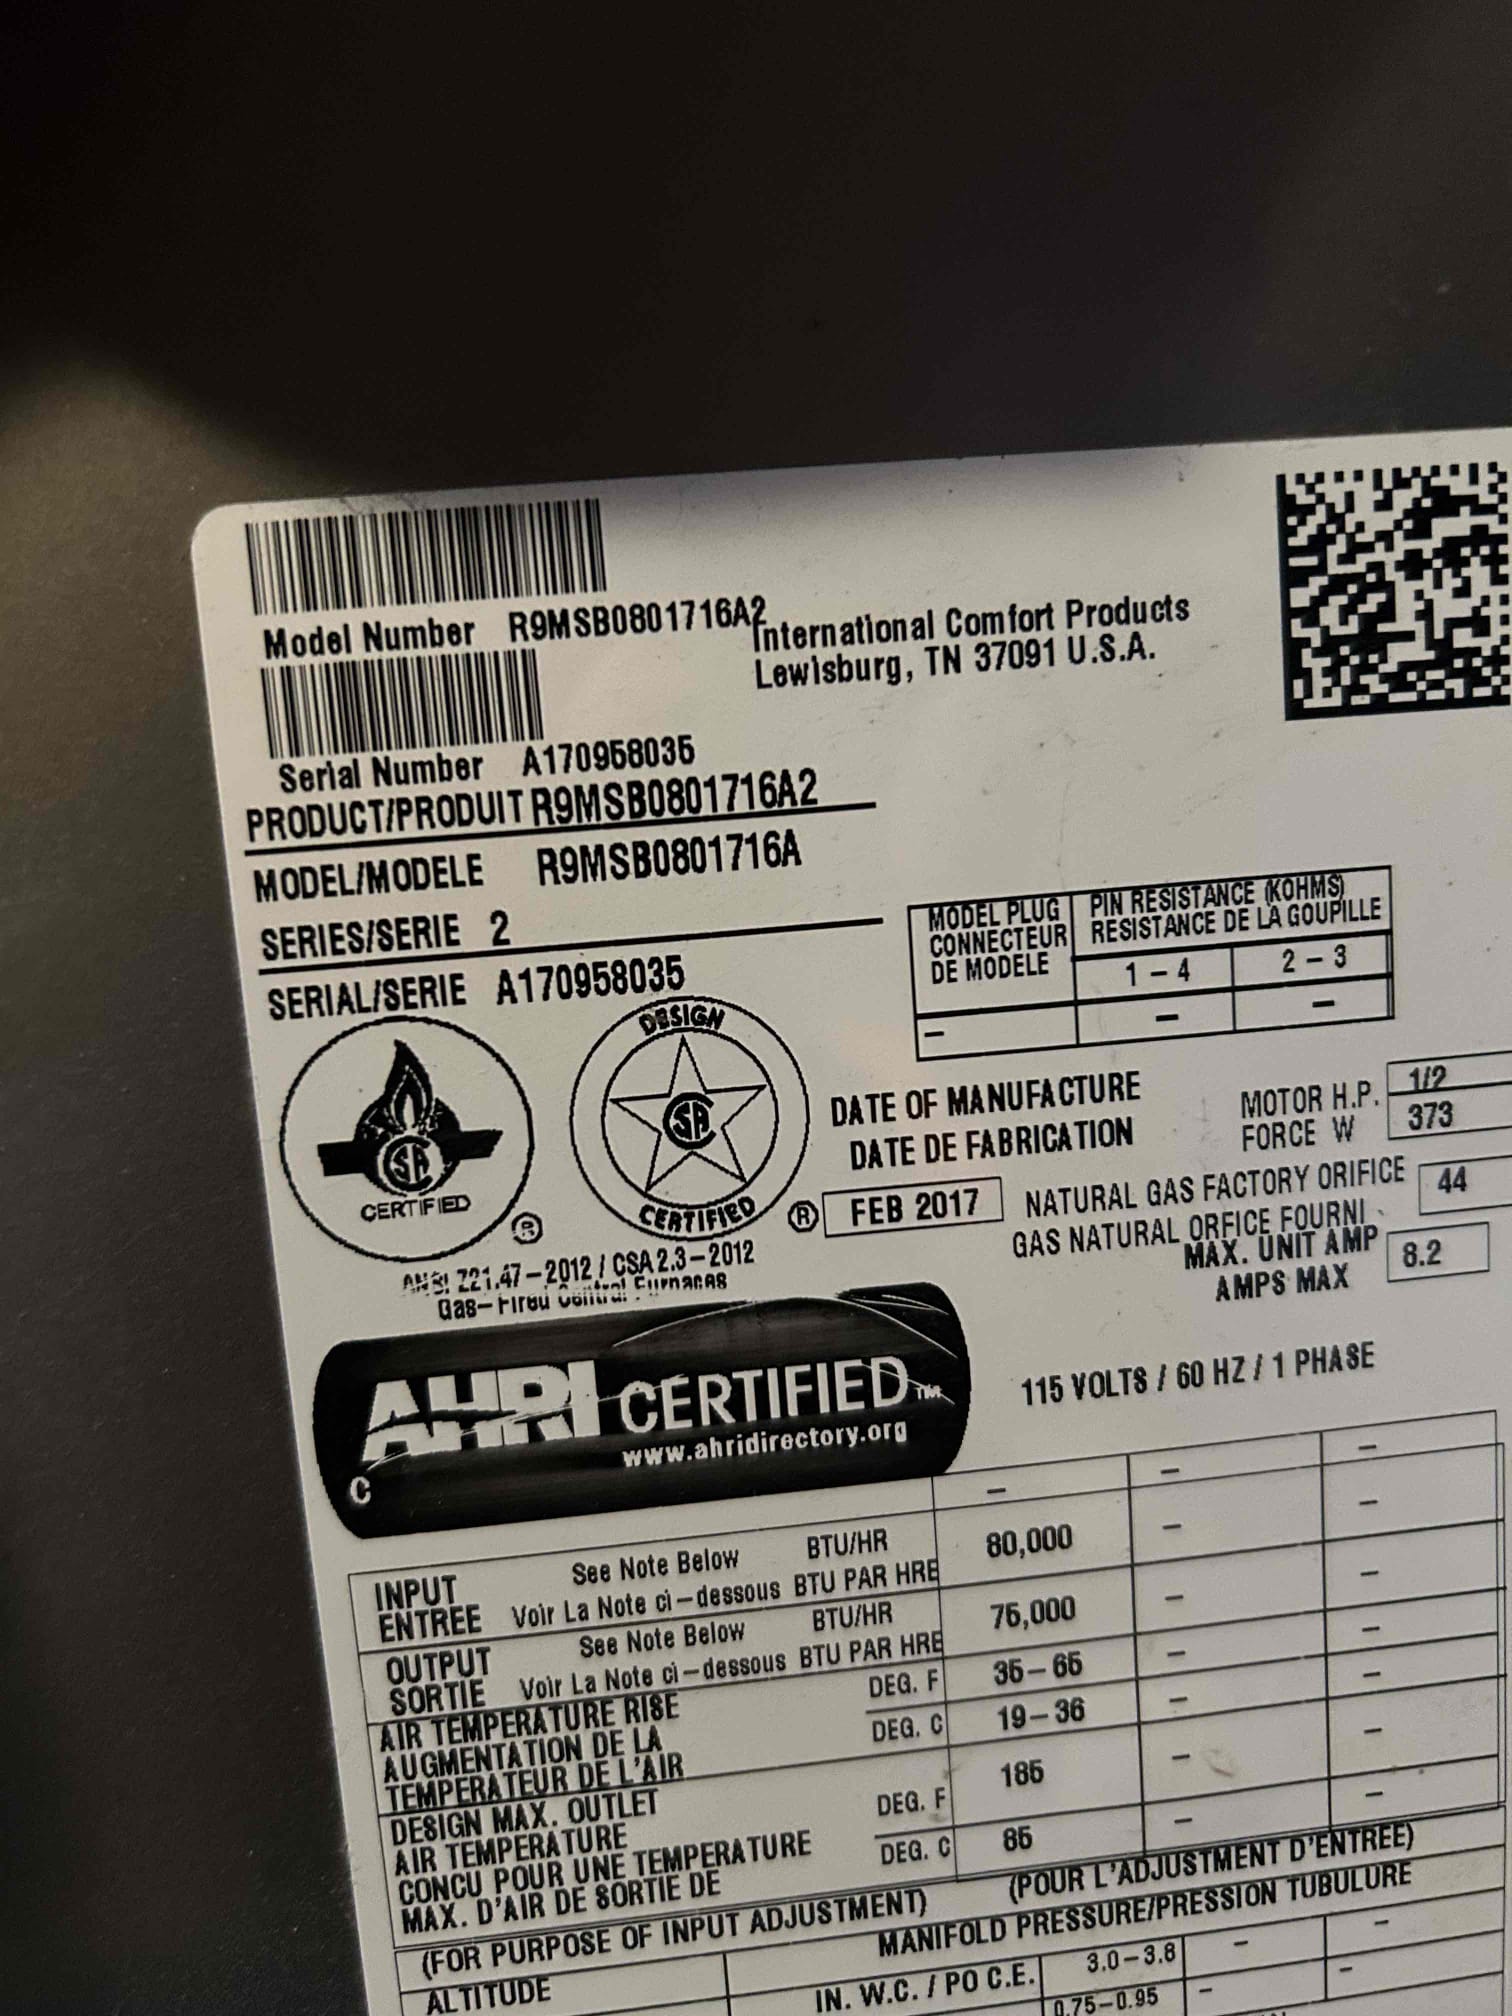 Model Number R9MSB0801716A2
International Comfort Products
Lewisburg, TN 37091 U.S.A.
Serial Number A170958035
PRODUCT/PRODUIT R9MSB0801716A2
MODEL/MODELE R9MSB0801716A
SERIES/SERIE 2
SERIAL/SERIE A170958035
MODEL PLUG
CONNECTEUR
DE MODELE
PIN RESISTANCE (KOHMS)
RESISTANCE DE LA GOUPILLE
1 – 4
2 – 3
– – –
CSA
CERTIFIED
®
DESIGN
CSA
CERTIFIED
®
DATE OF MANUFACTURE
DATE DE FABRICATION
FEB 2017
MOTOR H.P. 1/2
FORCE W 373
NATURAL GAS FACTORY ORIFICE 44
GAS NATURAL ORFICE FOURNI
MAX. UNIT AMP 8.2
AMPS MAX
ANSI Z21.47–2012 / CSA 2.3–2012
Gas–Fired Central Furnaces
AHRI CERTIFIED™
www.ahridirectory.org
C
115 VOLTS / 60 HZ / 1 PHASE
– – –
INPUT See Note Below BTU/HR 80,000 – –
ENTREE Voir La Note ci–dessous BTU PAR HRE
OUTPUT See Note Below BTU/HR 75,000 – –
SORTIE Voir La Note ci–dessous BTU PAR HRE
AIR TEMPERATURE RISE DEG. F 35–65 – –
AUGMENTATION DE LA DEG. C 19–36 – –
TEMPERATEUR DE L'AIR
DESIGN MAX. OUTLET DEG. F 185 – –
AIR TEMPERATURE DEG. C 85 – –
CONCU POUR UNE TEMPERATURE
MAX. D'AIR DE SORTIE DE
(FOR PURPOSE OF INPUT ADJUSTMENT) (POUR L'ADJUSTMENT D'ENTREE)
MANIFOLD PRESSURE/PRESSION TUBULURE
ALTITUDE IN. W.C. / PO C.E. 3.0–3.8 – –
0.75–0.95 – –